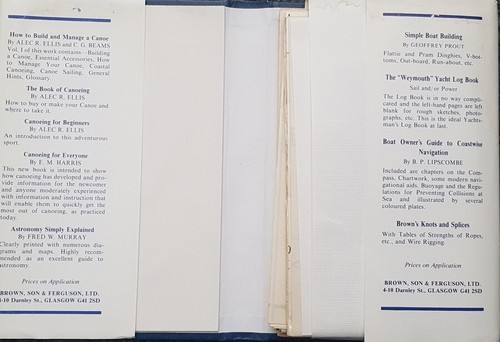 How to Build and Manage a Canoe
By ALEC R. ELLIS and C. G. BEAMS
Vol. I of this work contains—Building
a Canoe, Essential Accessories, How
to Manage Your Canoe, Coastal
Canoeing, Canoe Sailing, General
Hints, Glossary.
The Book of Canoeing
By ALEC R. ELLIS
How to buy or make your Canoe and
where to take it.
Canoeing for Beginners
By ALEC R. ELLIS
An introduction to this adventurous
sport.
Canoeing for Everyone
By E. M. HARRIS
This new book is intended to show
how canoeing has developed and pro-
vide information for the newcomer
and anyone moderately experienced
with information and instruction that
will enable them to quickly get the
most out of canoeing, as practiced
today.
Astronomy Simply Explained
By FRED W. MURRAY
Clearly printed with numerous dia-
grams and maps. Highly recom-
mended as an excellent guide to
astronomy.
Prices on Application
BROWN, SON & FERGUSON, LTD.
4-10 Darnley St., GLASGOW G41 2SD
Simple Boat Building
By GEOFFREY PROUT
Flattie and Pram Dinghies, V-bot-
toms, Out-board, Run-about, etc.
The "Weymouth" Yacht Log Book
Sail and/or Power
The Log Book is in no way compli-
cated and the left-hand pages are left
blank for rough sketches, photo-
graphs, etc. This is the ideal Yachts-
man's Log Book at last.
Boat Owner's Guide to Coastwise
Navigation
By B. P. LIPSCOMBE
Included are chapters on the Com-
pass, Chartwork, some modern navi-
gational aids. Buoyage and the Regula-
tions for Preventing Collisions at
Sea and illustrated by several
coloured plates.
Brown's Knots and Splices
With Tables of Strengths of Ropes,
etc., and Wire Rigging.
Prices on Application
BROWN, SON & FERGUSON, LTD.
4-10 Darnley St., GLASGOW G41 2SD